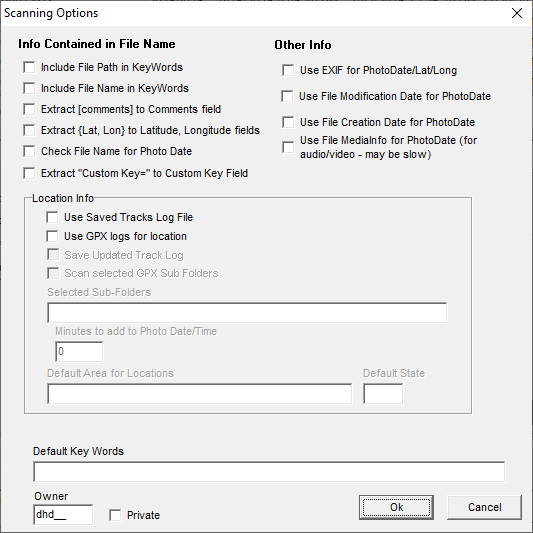 Scanning Options
Info Contained in File Name
Include File Path in KeyWords
Include File Name in KeyWords
Extract [comments] to Comments field
Extract {Lat, Lon} to Latitude, Longitude fields
Check File Name for Photo Date
Extract "Custom Key=" to Custom Key Field
Other Info
Use EXIF for PhotoDate/Lat/Long
Use File Modification Date for PhotoDate
Use File Creation Date for PhotoDate
Use File MediaInfo for PhotoDate (for
audio/video - may be slow)
Location Info
Use Saved Tracks Log File
Use GPX logs for location
Save Updated Track Log
Scan selected GPX Sub Folders
Selected Sub-Folders
Minutes to add to Photo Date/Time
0
Default Area for Locations
Default State
Default Key Words
Owner
dhd__
Private
Ok
Cancel